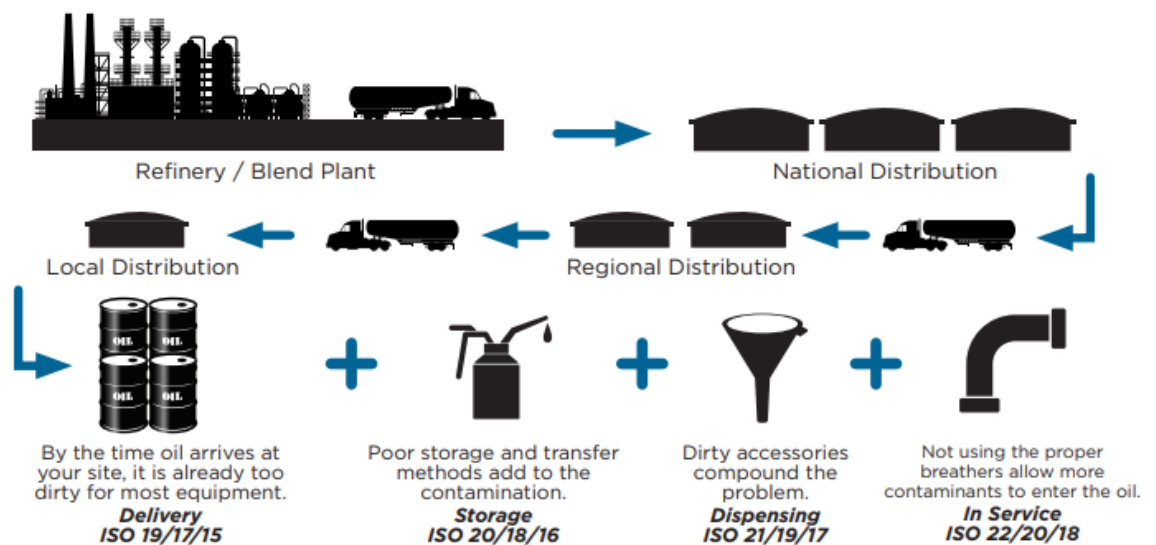 Refinery / Blend Plant
National Distribution
Local Distribution
Regional Distribution
OIL OIL
OIL OIL
By the time oil arrives at
your site, it is already too
dirty for most equipment.
Delivery
ISO 19/17/15
Poor storage and transfer
methods add to the
contamination.
Storage
ISO 20/18/16
Dirty accessories
compound the
problem.
Dispensing
ISO 21/19/17
Not using the proper
breathers allow more
contaminants to enter the oil.
In Service
ISO 22/20/18